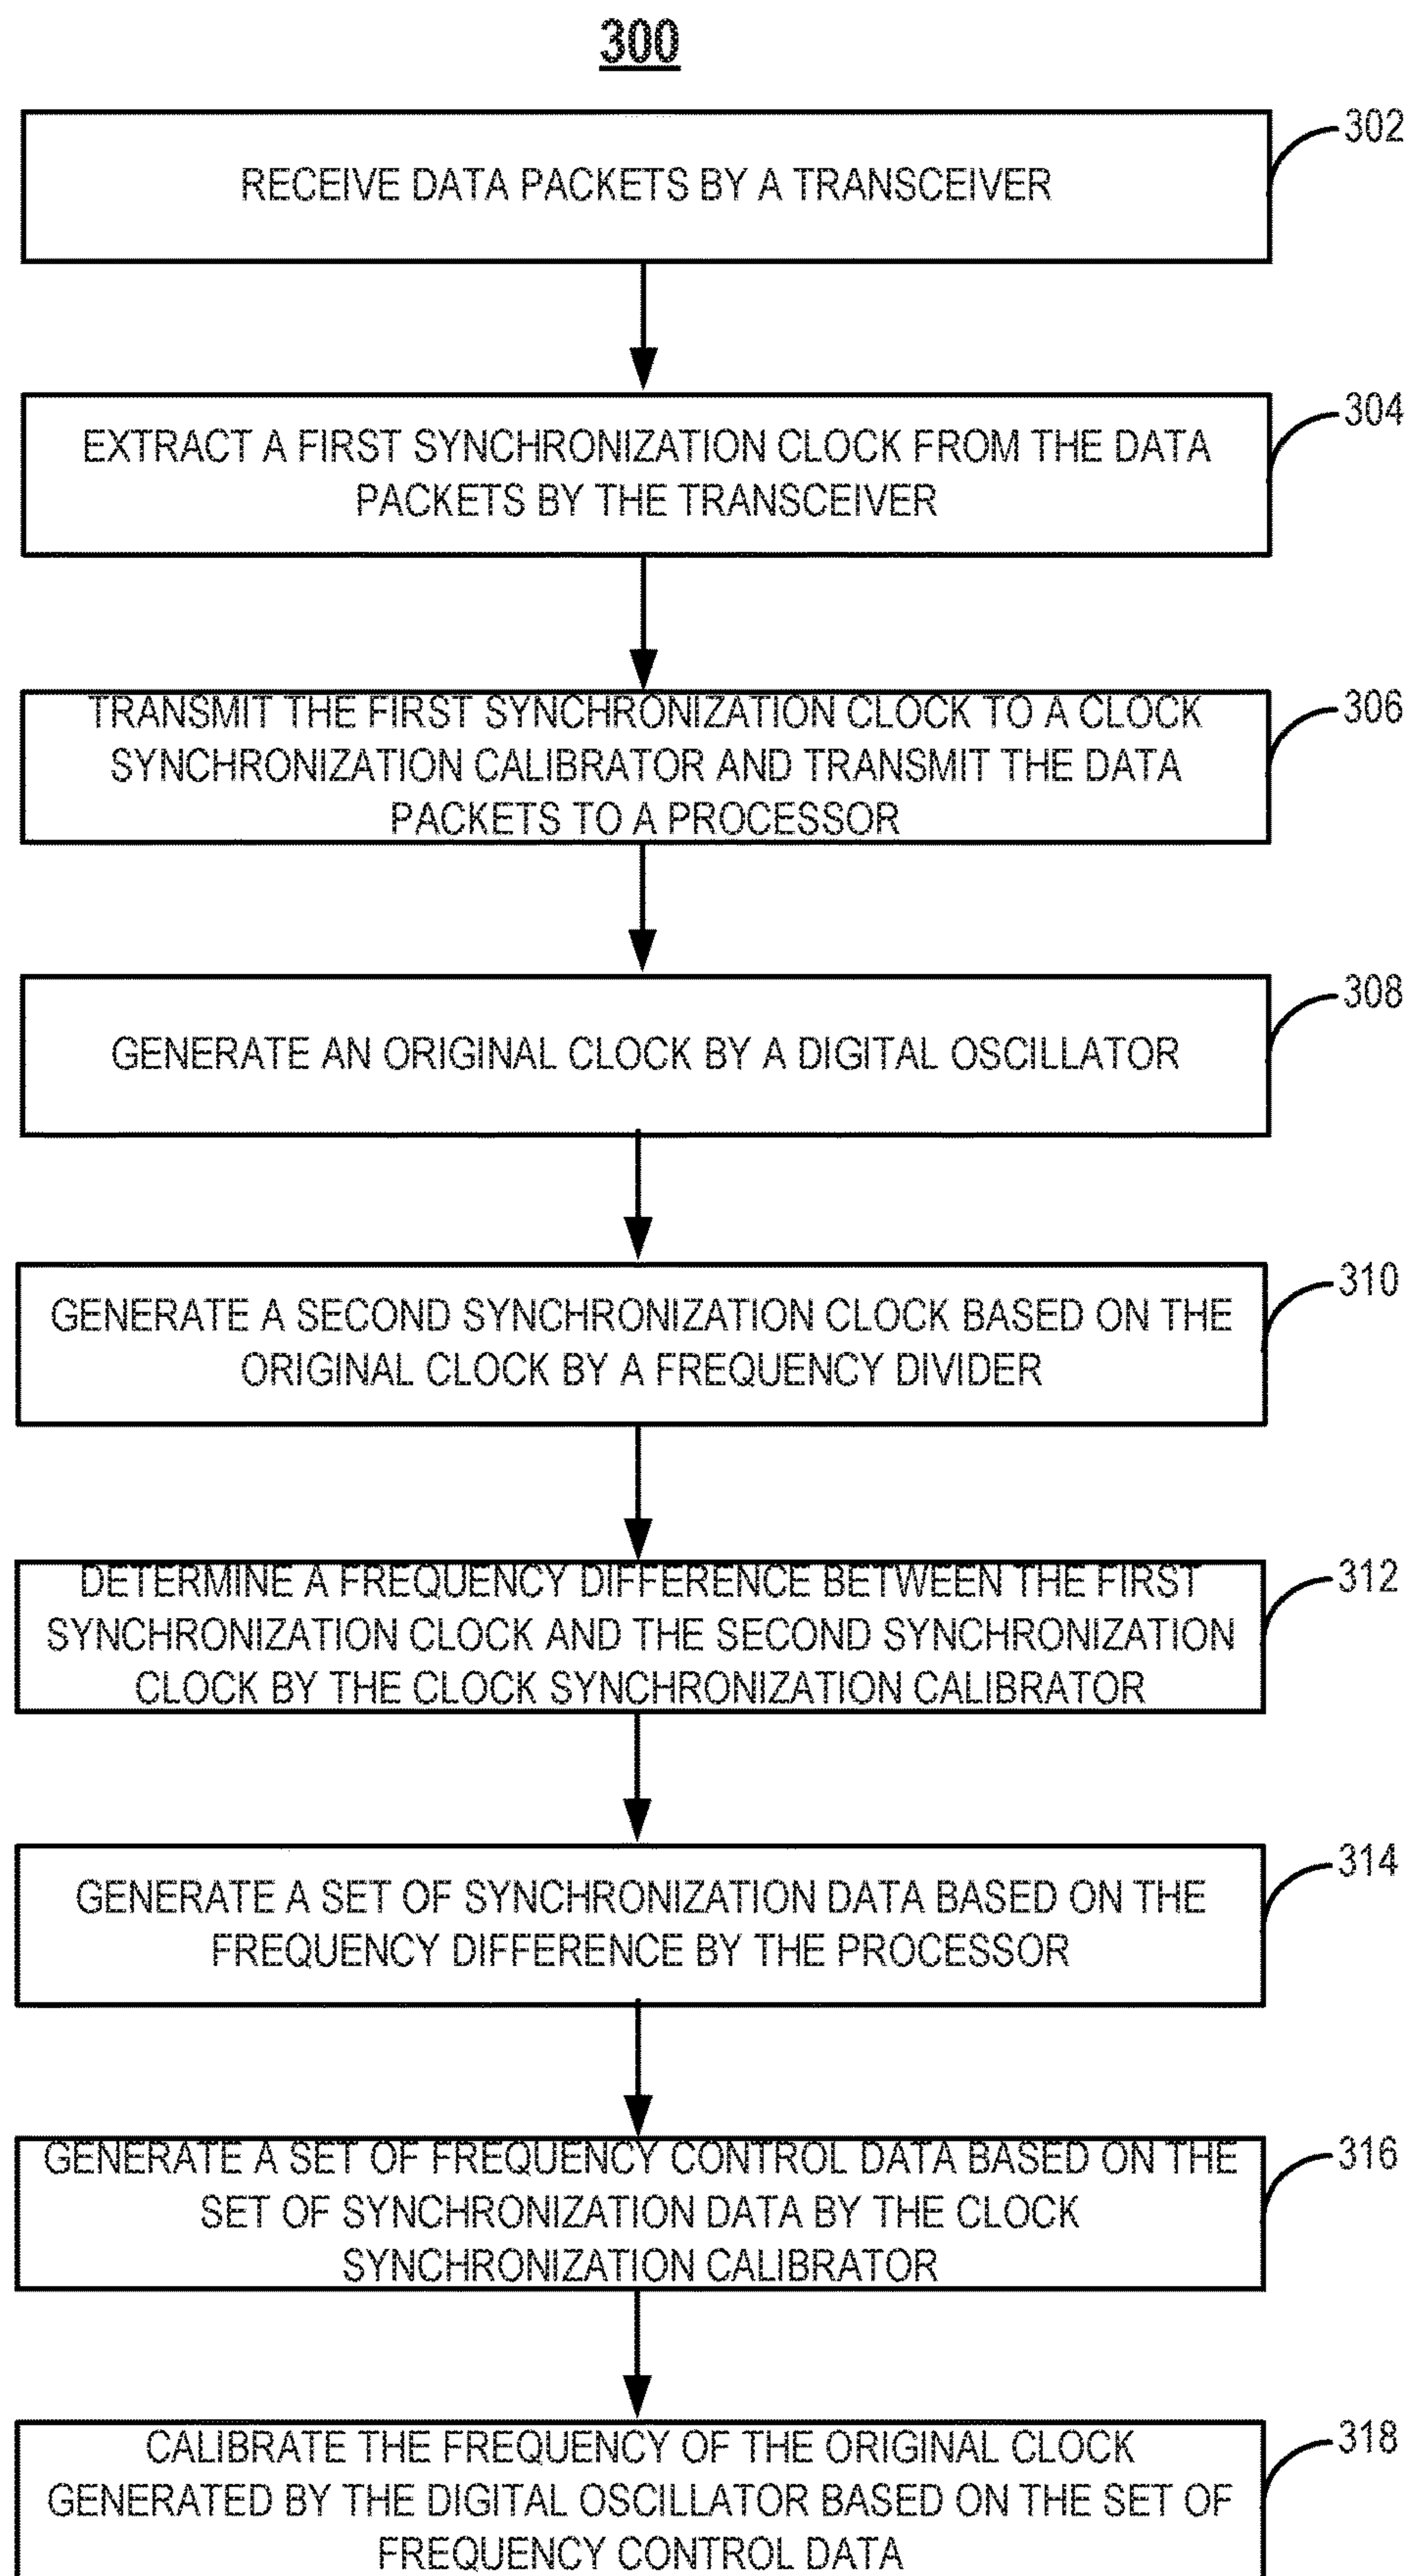 300
302
RECEIVE DATA PACKETS BY A TRANSCEIVER
304
EXTRACT A FIRST SYNCHRONIZATION CLOCK FROM THE DATA
PACKETS BY THE TRANSCEIVER
306
TRANSMIT THE FIRST SYNCHRONIZATION CLOCK TO A CLOCK
SYNCHRONIZATION CALIBRATOR AND TRANSMIT THE DATA
PACKETS TO A PROCESSOR
308
GENERATE AN ORIGINAL CLOCK BY A DIGITAL OSCILLATOR
310
GENERATE A SECOND SYNCHRONIZATION CLOCK BASED ON THE
ORIGINAL CLOCK BY A FREQUENCY DIVIDER
312
DETERMINE A FREQUENCY DIFFERENCE BETWEEN THE FIRST
SYNCHRONIZATION CLOCK AND THE SECOND SYNCHRONIZATION
CLOCK BY THE CLOCK SYNCHRONIZATION CALIBRATOR
314
GENERATE A SET OF SYNCHRONIZATION DATA BASED ON THE
FREQUENCY DIFFERENCE BY THE PROCESSOR
316
GENERATE A SET OF FREQUENCY CONTROL DATA BASED ON THE
SET OF SYNCHRONIZATION DATA BY THE CLOCK
SYNCHRONIZATION CALIBRATOR
318
CALIBRATE THE FREQUENCY OF THE ORIGINAL CLOCK
GENERATED BY THE DIGITAL OSCILLATOR BASED ON THE SET OF
FREQUENCY CONTROL DATA